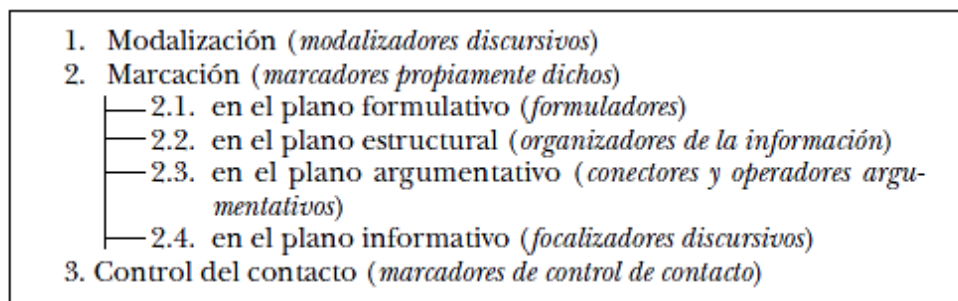 1. Modalización (modalizadores discursivos)
2. Marcación (marcadores propiamente dichos)
2.1. en el plano formulativo (formuladores)
2.2. en el plano estructural (organizadores de la información)
2.3. en el plano argumentativo (conectores y operadores argu-
mentativos)
2.4. en el plano informativo (focalizadores discursivos)
3. Control del contacto (marcadores de control de contacto)